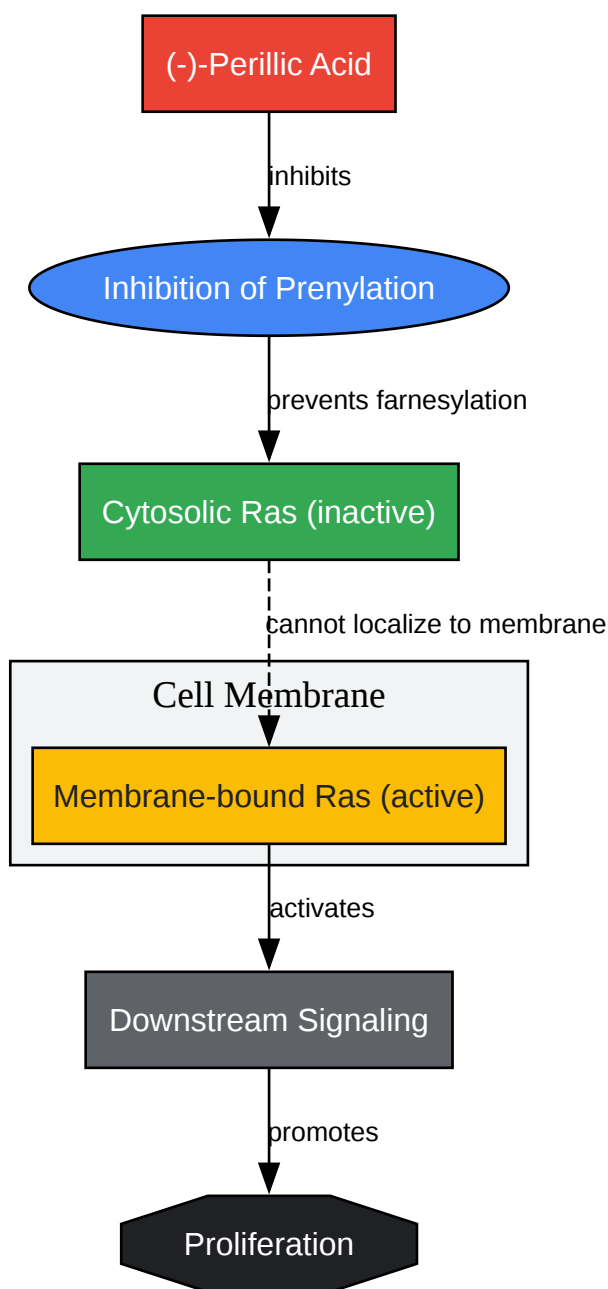 (-)-Perillic Acid
inhibits
Inhibition of Prenylation
prevents farnesylation
Cytosolic Ras (inactive)
cannot localize to membrane
Cell Membrane
Membrane-bound Ras (active)
activates
Downstream Signaling
promotes
Proliferation